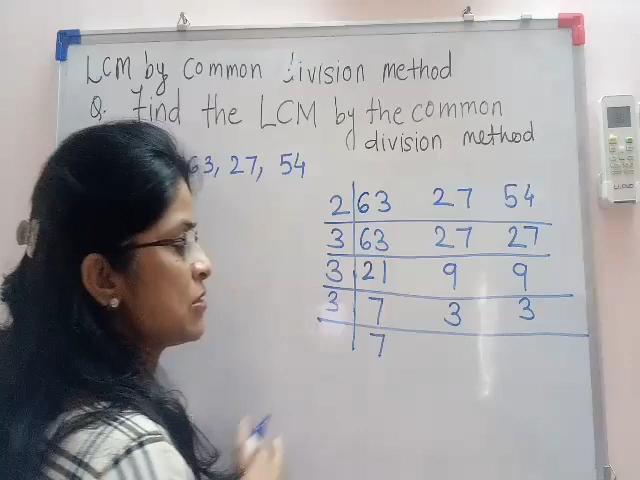 LCM by common division method
Q. Find the LCM by the common
division method
63, 27, 54
2 63 27 54
3 63 27 27
3 21 9 9
3 7 3 3
7
LLOYD